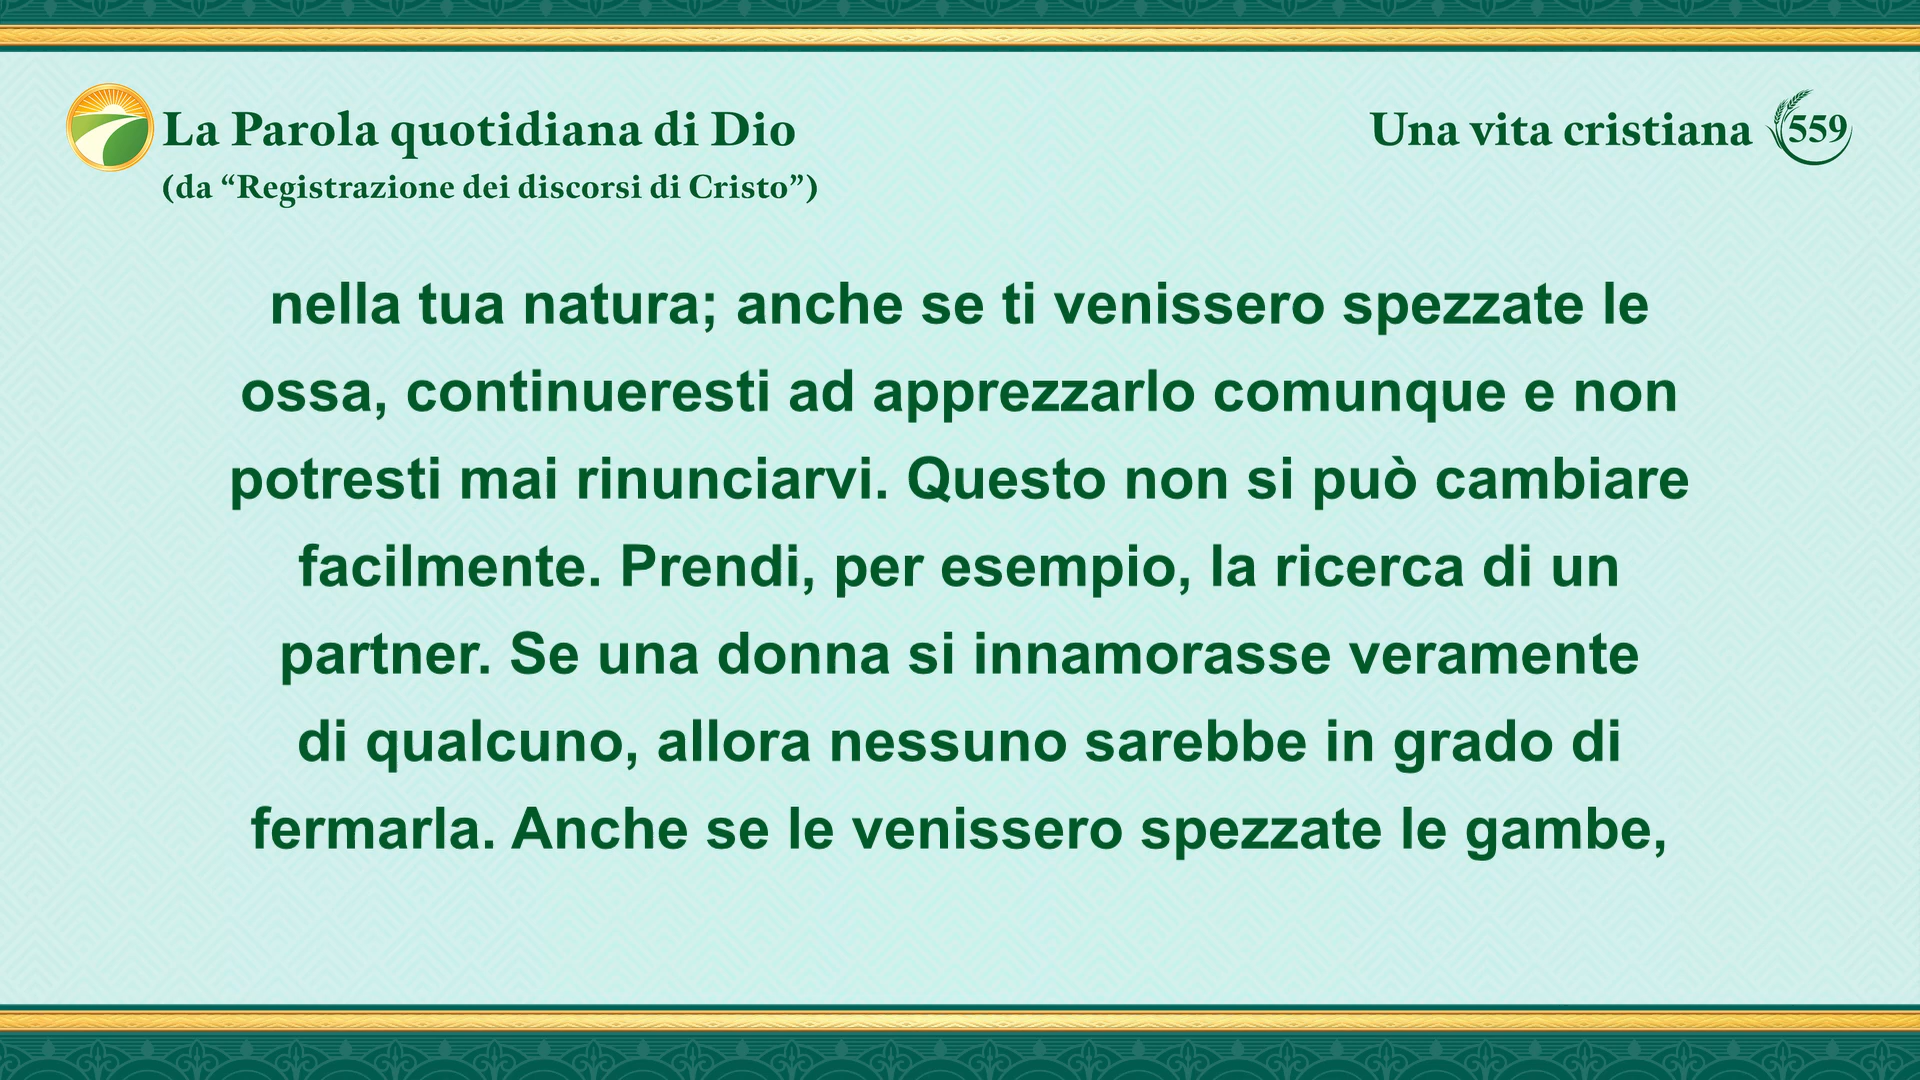 La Parola quotidiana di Dio
(da “Registrazione dei discorsi di Cristo”)
Una vita cristiana 559
nella tua natura; anche se ti venissero spezzate le
ossa, continueresti ad apprezzarlo comunque e non
potresti mai rinunciarvi. Questo non si può cambiare
facilmente. Prendi, per esempio, la ricerca di un
partner. Se una donna si innamorasse veramente
di qualcuno, allora nessuno sarebbe in grado di
fermarla. Anche se le venissero spezzate le gambe,